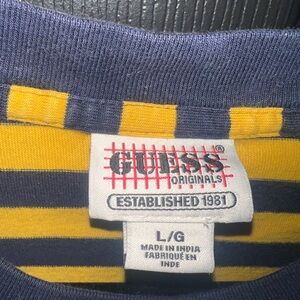 GUESS®
ORIGINALS
ESTABLISHED 1981
L/G
MADE IN INDIA
FABRIQUÉ EN
INDE